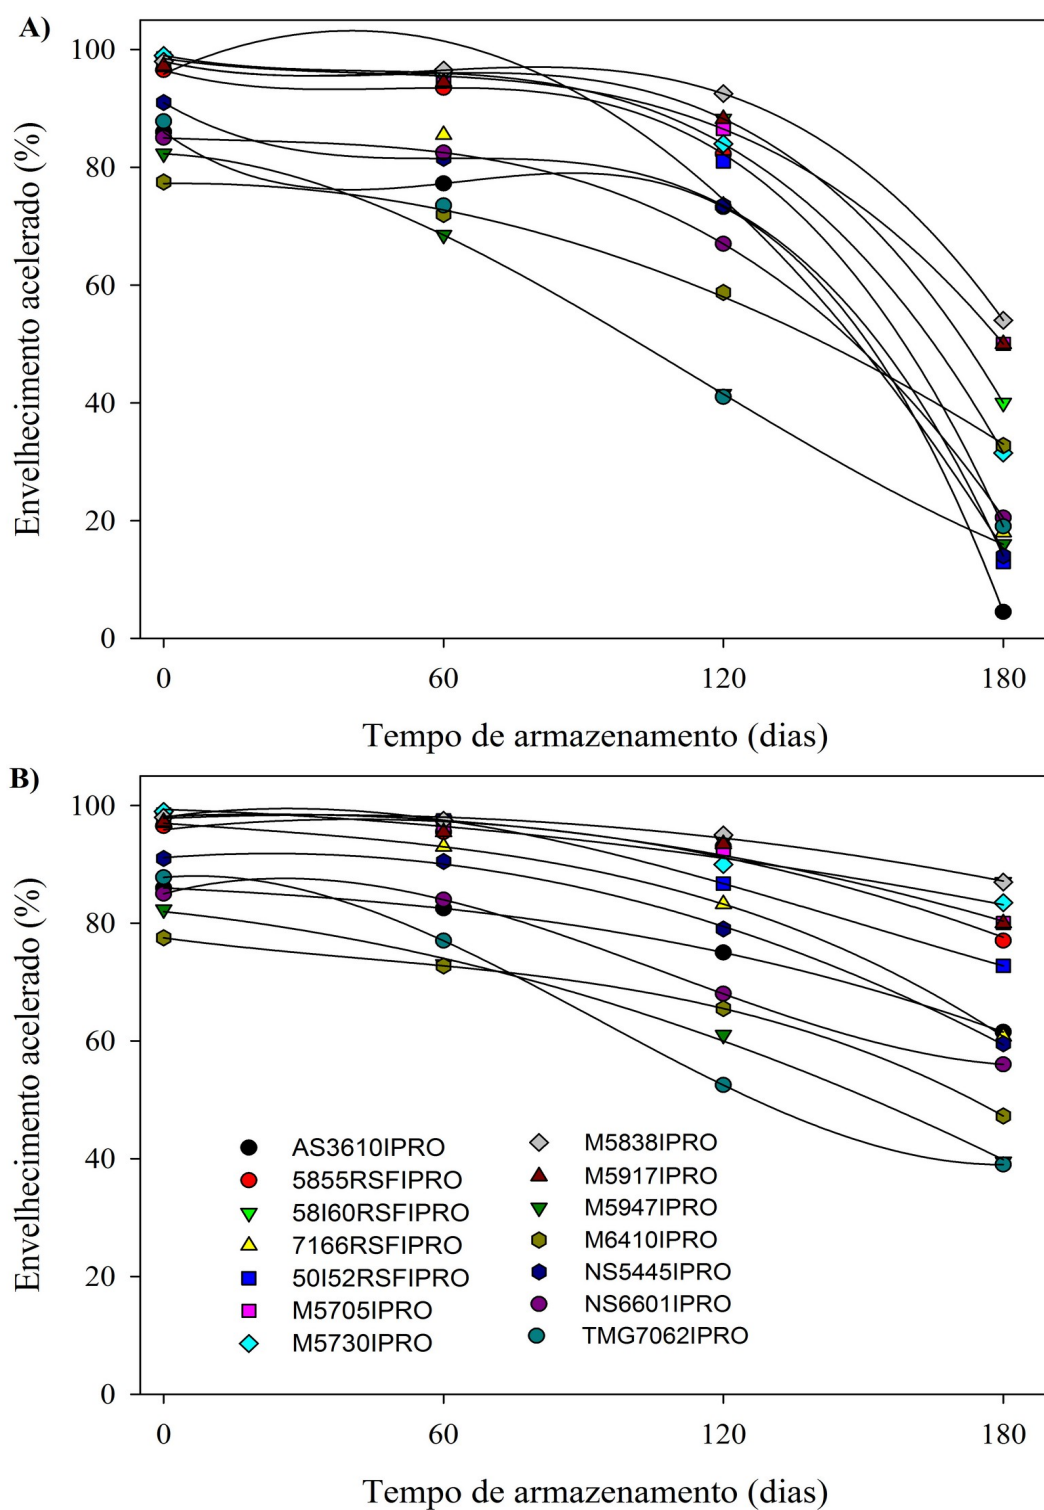 A)
100
80
60
40
20
0
Envelhecimento acelerado (%)
0 60 120 180
Tempo de armazenamento (dias)
B)
100
80
60
40
20
0
Envelhecimento acelerado (%)
AS3610IPRO
5855RSFIPRO
58I60RSFIPRO
7166RSFIPRO
50I52RSFIPRO
M5705IPRO
M5730IPRO
M5838IPRO
M5917IPRO
M5947IPRO
M6410IPRO
NS5445IPRO
NS6601IPRO
TMG7062IPRO
0 60 120 180
Tempo de armazenamento (dias)